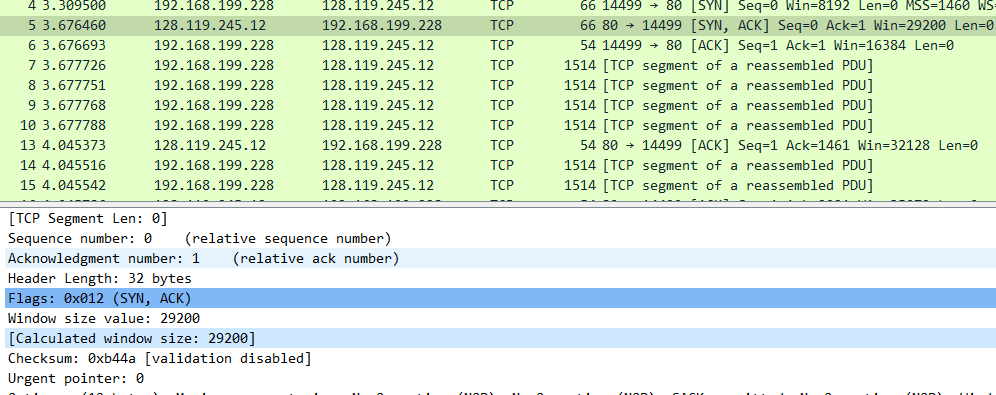 4 3.309500 192.168.199.228 128.119.245.12 TCP 66 14499 → 80 [SYN] Seq=0 Win=8192 Len=0 MSS=1460 WS=
5 3.676460 128.119.245.12 192.168.199.228 TCP 66 80 → 14499 [SYN, ACK] Seq=0 Ack=1 Win=29200 Len=0
6 3.676693 192.168.199.228 128.119.245.12 TCP 54 14499 → 80 [ACK] Seq=1 Ack=1 Win=16384 Len=0
7 3.677726 192.168.199.228 128.119.245.12 TCP 1514 [TCP segment of a reassembled PDU]
8 3.677751 192.168.199.228 128.119.245.12 TCP 1514 [TCP segment of a reassembled PDU]
9 3.677768 192.168.199.228 128.119.245.12 TCP 1514 [TCP segment of a reassembled PDU]
10 3.677788 192.168.199.228 128.119.245.12 TCP 1514 [TCP segment of a reassembled PDU]
13 4.045373 128.119.245.12 192.168.199.228 TCP 54 80 → 14499 [ACK] Seq=1 Ack=1461 Win=32128 Len=0
14 4.045516 192.168.199.228 128.119.245.12 TCP 1514 [TCP segment of a reassembled PDU]
15 4.045542 192.168.199.228 128.119.245.12 TCP 1514 [TCP segment of a reassembled PDU]
[TCP Segment Len: 0]
Sequence number: 0 (relative sequence number)
Acknowledgment number: 1 (relative ack number)
Header Length: 32 bytes
Flags: 0x012 (SYN, ACK)
Window size value: 29200
[Calculated window size: 29200]
Checksum: 0xb44a [validation disabled]
Urgent pointer: 0